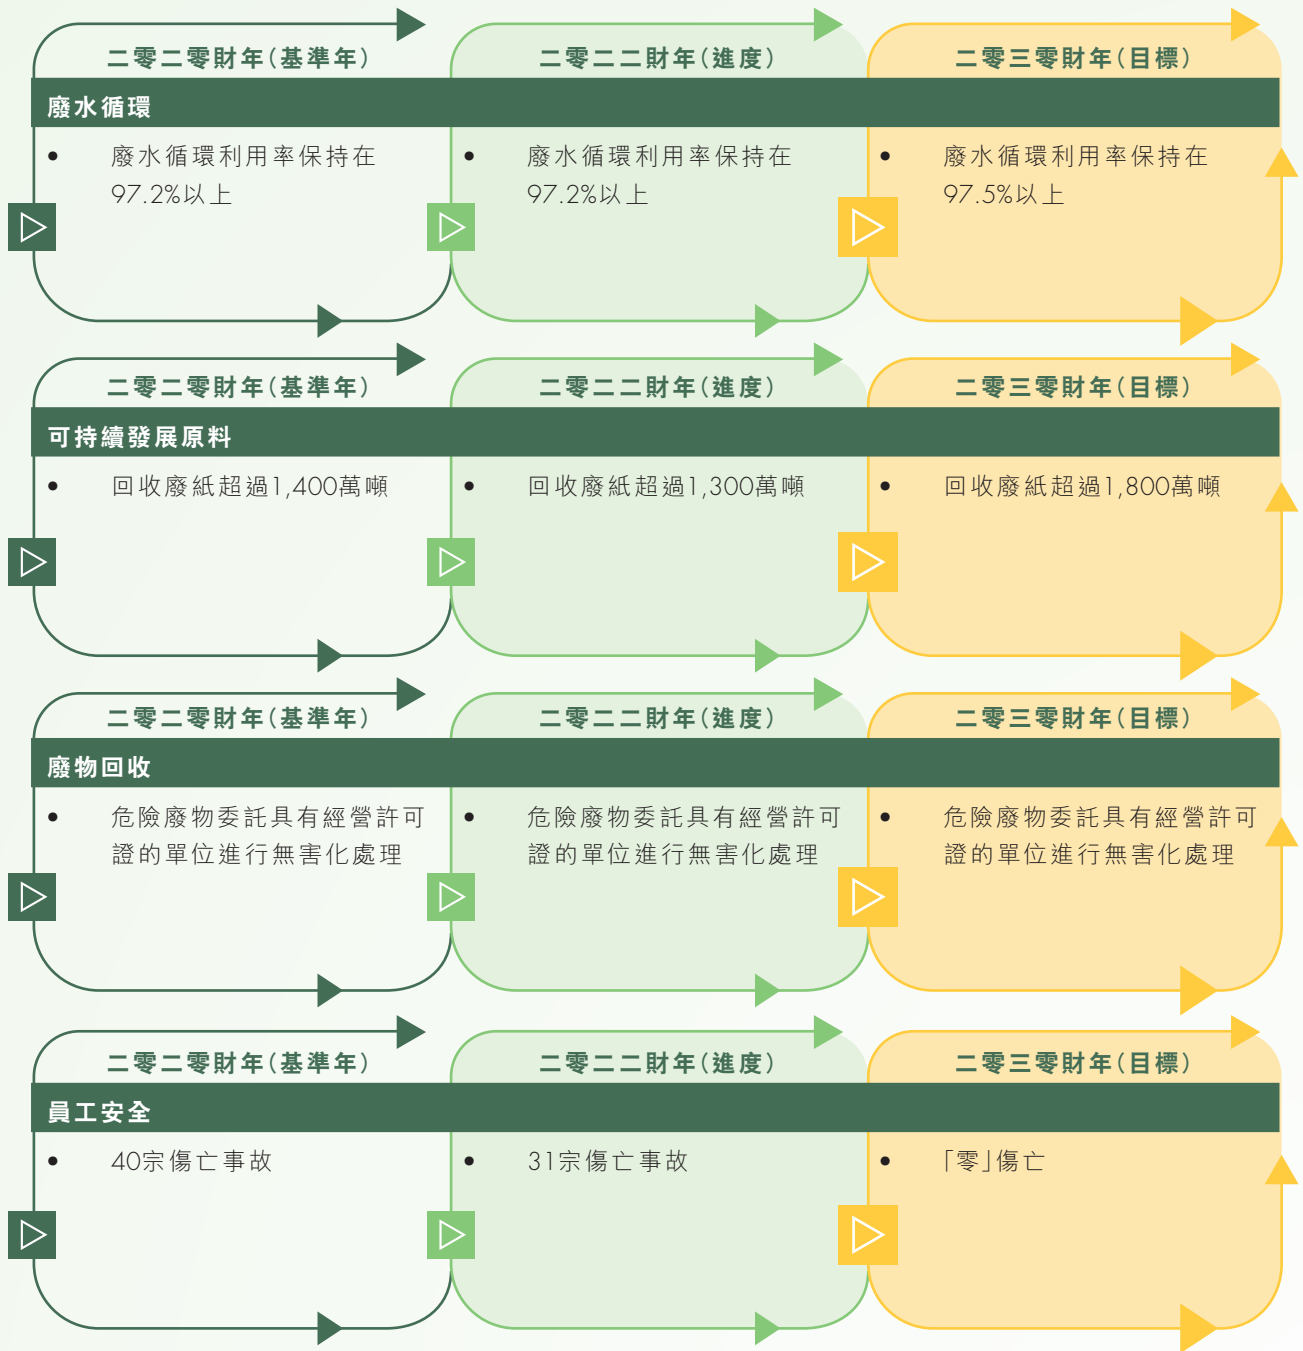 二零二零財年（基準年）
二零二二財年（進度）
二零三零財年（目標）
廢水循環
• 廢水循環利用率保持在
97.2%以上
• 廢水循環利用率保持在
97.2%以上
• 廢水循環利用率保持在
97.5%以上
二零二零財年（基準年）
二零二二財年（進度）
二零三零財年（目標）
可持續發展原料
• 回收廢紙超過1,400萬噸
• 回收廢紙超過1,300萬噸
• 回收廢紙超過1,800萬噸
二零二零財年（基準年）
二零二二財年（進度）
二零三零財年（目標）
廢物回收
• 危險廢物委託具有經營許可
證的單位進行無害化處理
• 危險廢物委託具有經營許可
證的單位進行無害化處理
• 危險廢物委託具有經營許可
證的單位進行無害化處理
二零二零財年（基準年）
二零二二財年（進度）
二零三零財年（目標）
員工安全
• 40宗傷亡事故
• 31宗傷亡事故
• 「零」傷亡